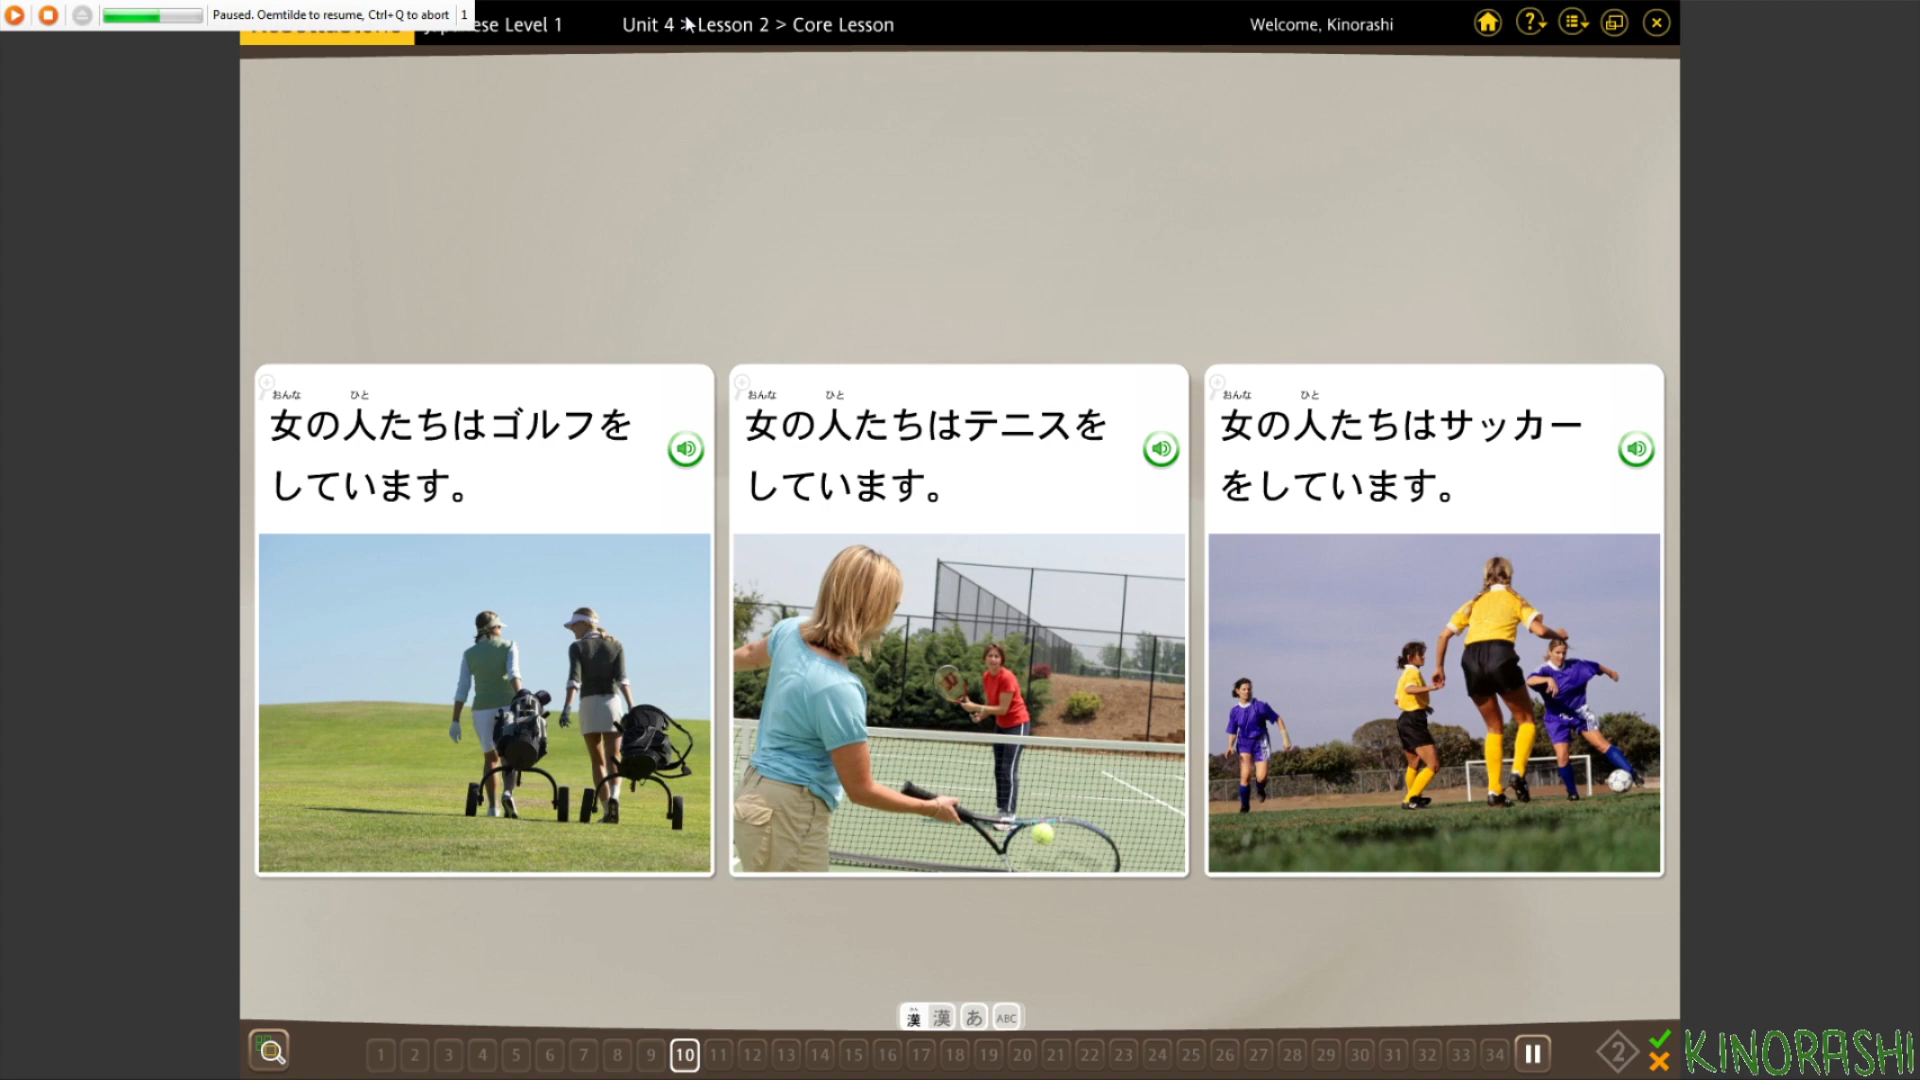 Paused. Oemtilde to resume, Ctrl+Q to abort 1
ese Level 1
Unit 4 > Lesson 2 > Core Lesson
Welcome, Kinorashi
おんな ひと
女の人たちはゴルフを
しています。
おんな ひと
女の人たちはテニスを
しています。
おんな ひと
女の人たちはサッカー
をしています。
漢 漢 あ ABC
1 2 3 4 5 6 7 8 9 10 11 12 13 14 15 16 17 18 19 20 21 22 23 24 25 26 27 28 29 30 31 32 33 34
2
KINORASHI